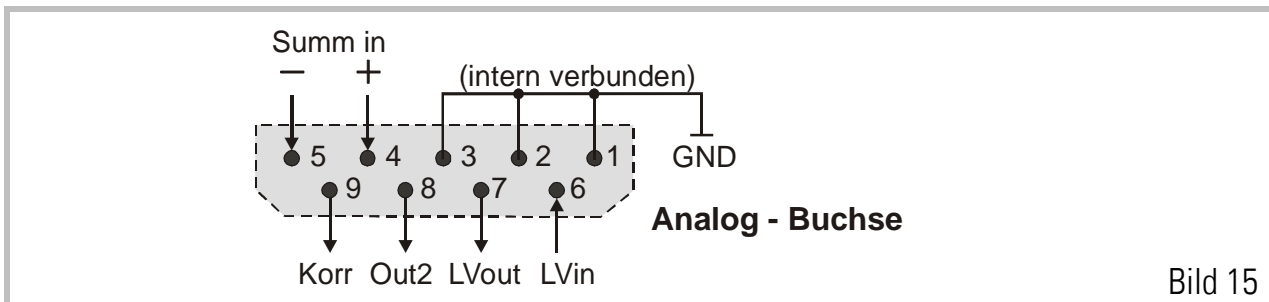 Summ in
− +
(intern verbunden)
5 4 3 2 1 GND
9 8 7 6
Analog - Buchse
Korr Out2 LVout LVin
Bild 15